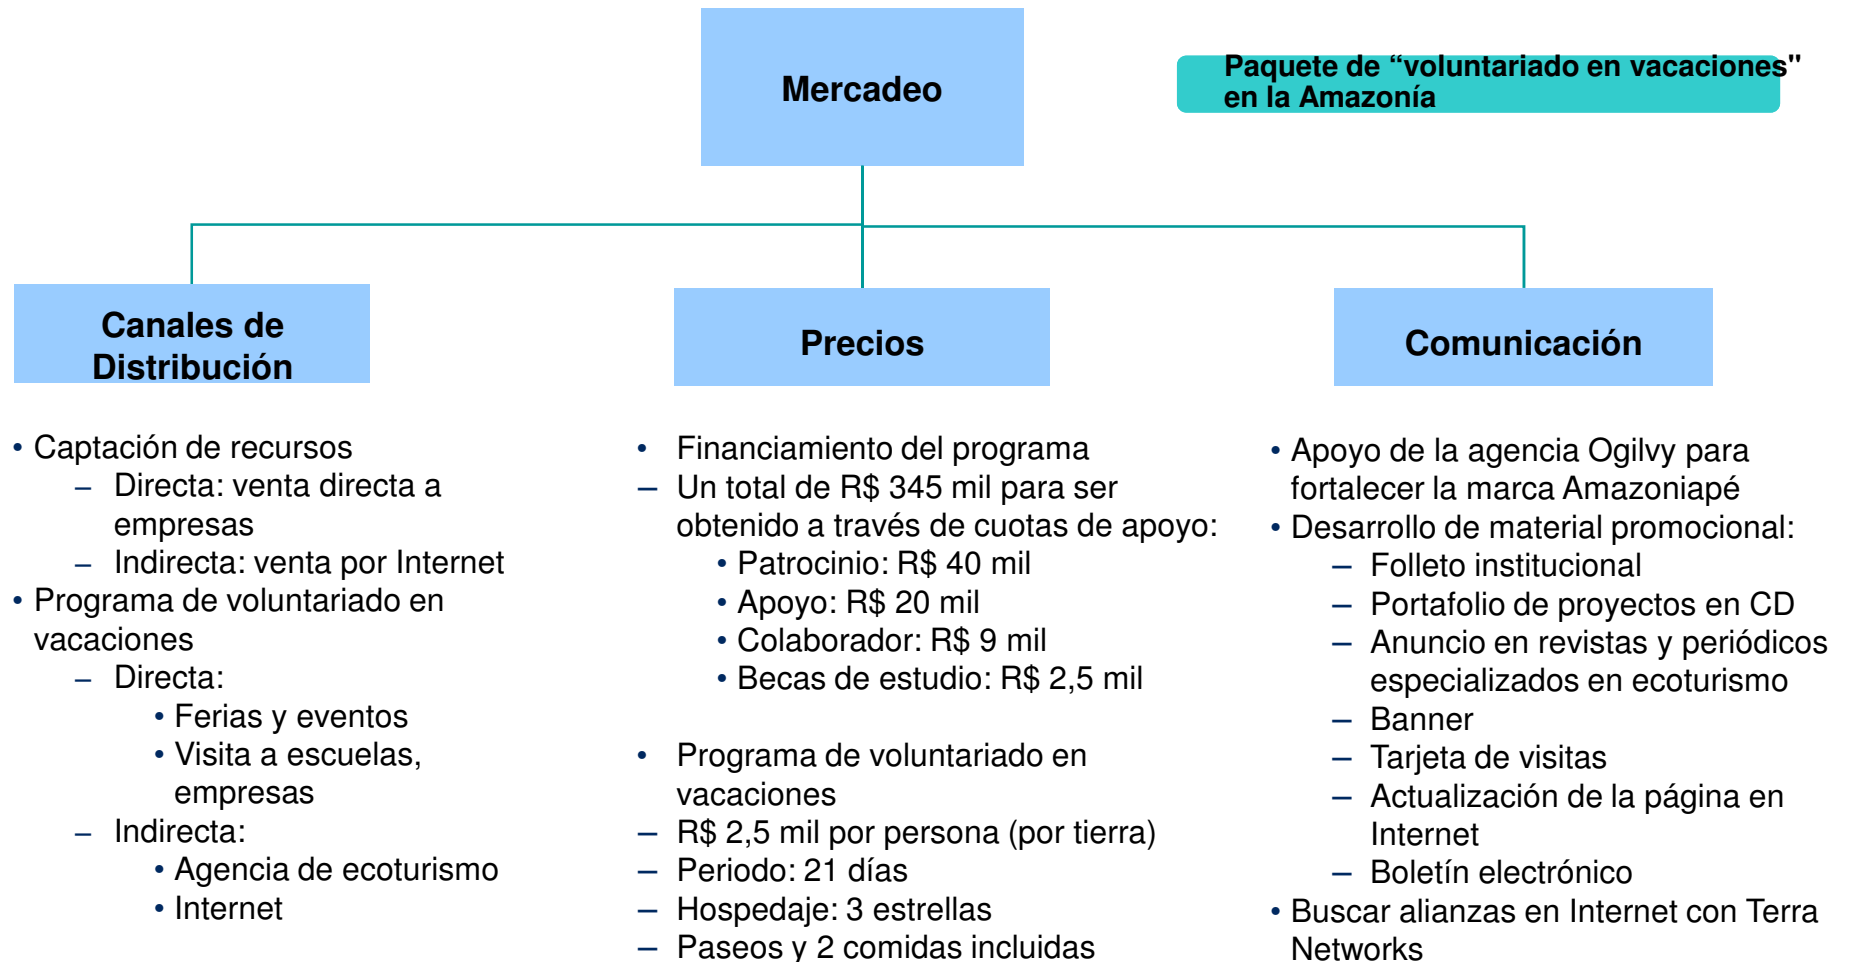 Mercadeo
Paquete de “voluntariado en vacaciones"
en la Amazonía
Canales de
Distribución
• Captación de recursos
– Directa: venta directa a
empresas
– Indirecta: venta por Internet
• Programa de voluntariado en
vacaciones
– Directa:
• Ferias y eventos
• Visita a escuelas,
empresas
– Indirecta:
• Agencia de ecoturismo
• Internet
Precios
• Financiamiento del programa
– Un total de R$ 345 mil para ser
obtenido a través de cuotas de apoyo:
• Patrocinio: R$ 40 mil
• Apoyo: R$ 20 mil
• Colaborador: R$ 9 mil
• Becas de estudio: R$ 2,5 mil
• Programa de voluntariado en
vacaciones
– R$ 2,5 mil por persona (por tierra)
– Periodo: 21 días
– Hospedaje: 3 estrellas
– Paseos y 2 comidas incluidas
Comunicación
• Apoyo de la agencia Ogilvy para
fortalecer la marca Amazoniapé
• Desarrollo de material promocional:
– Folleto institucional
– Portafolio de proyectos en CD
– Anuncio en revistas y periódicos
especializados en ecoturismo
– Banner
– Tarjeta de visitas
– Actualización de la página en
Internet
– Boletín electrónico
• Buscar alianzas en Internet con Terra
Networks